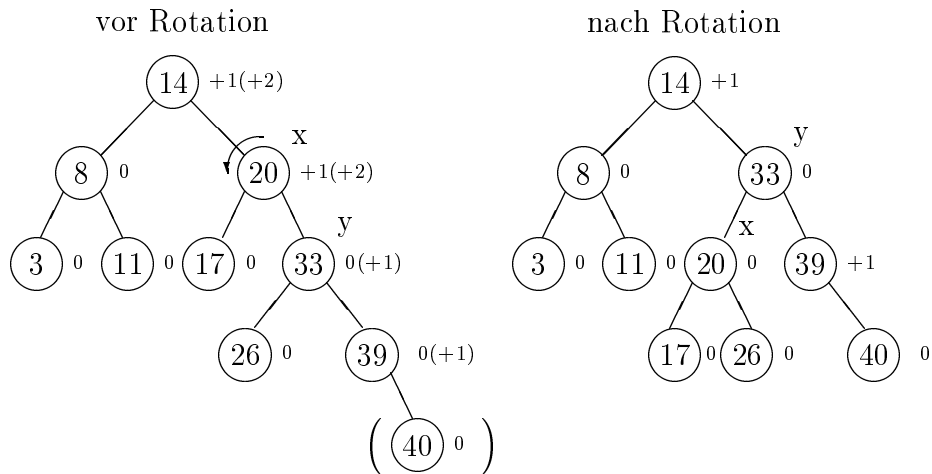 vor Rotation nach Rotation
14 +1(+2) 14 +1
x y
8 0 20 +1(+2) 8 0 33 0
y x
3 0 11 0 17 0 33 0(+1) 3 0 11 0 20 0 39 +1
26 0 39 0(+1) 17 0 26 0 40 0
( 40 0 )